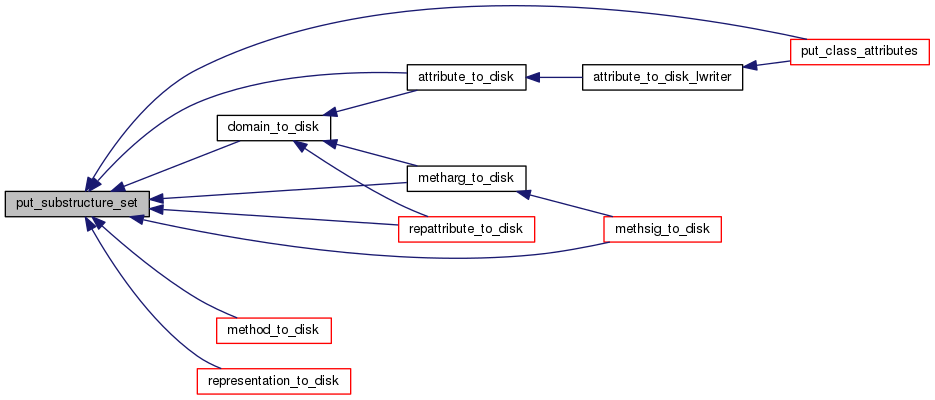 put_class_attributes
attribute_to_disk
attribute_to_disk_lwriter
domain_to_disk
metharg_to_disk
put_substructure_set
repattribute_to_disk
methsig_to_disk
method_to_disk
representation_to_disk